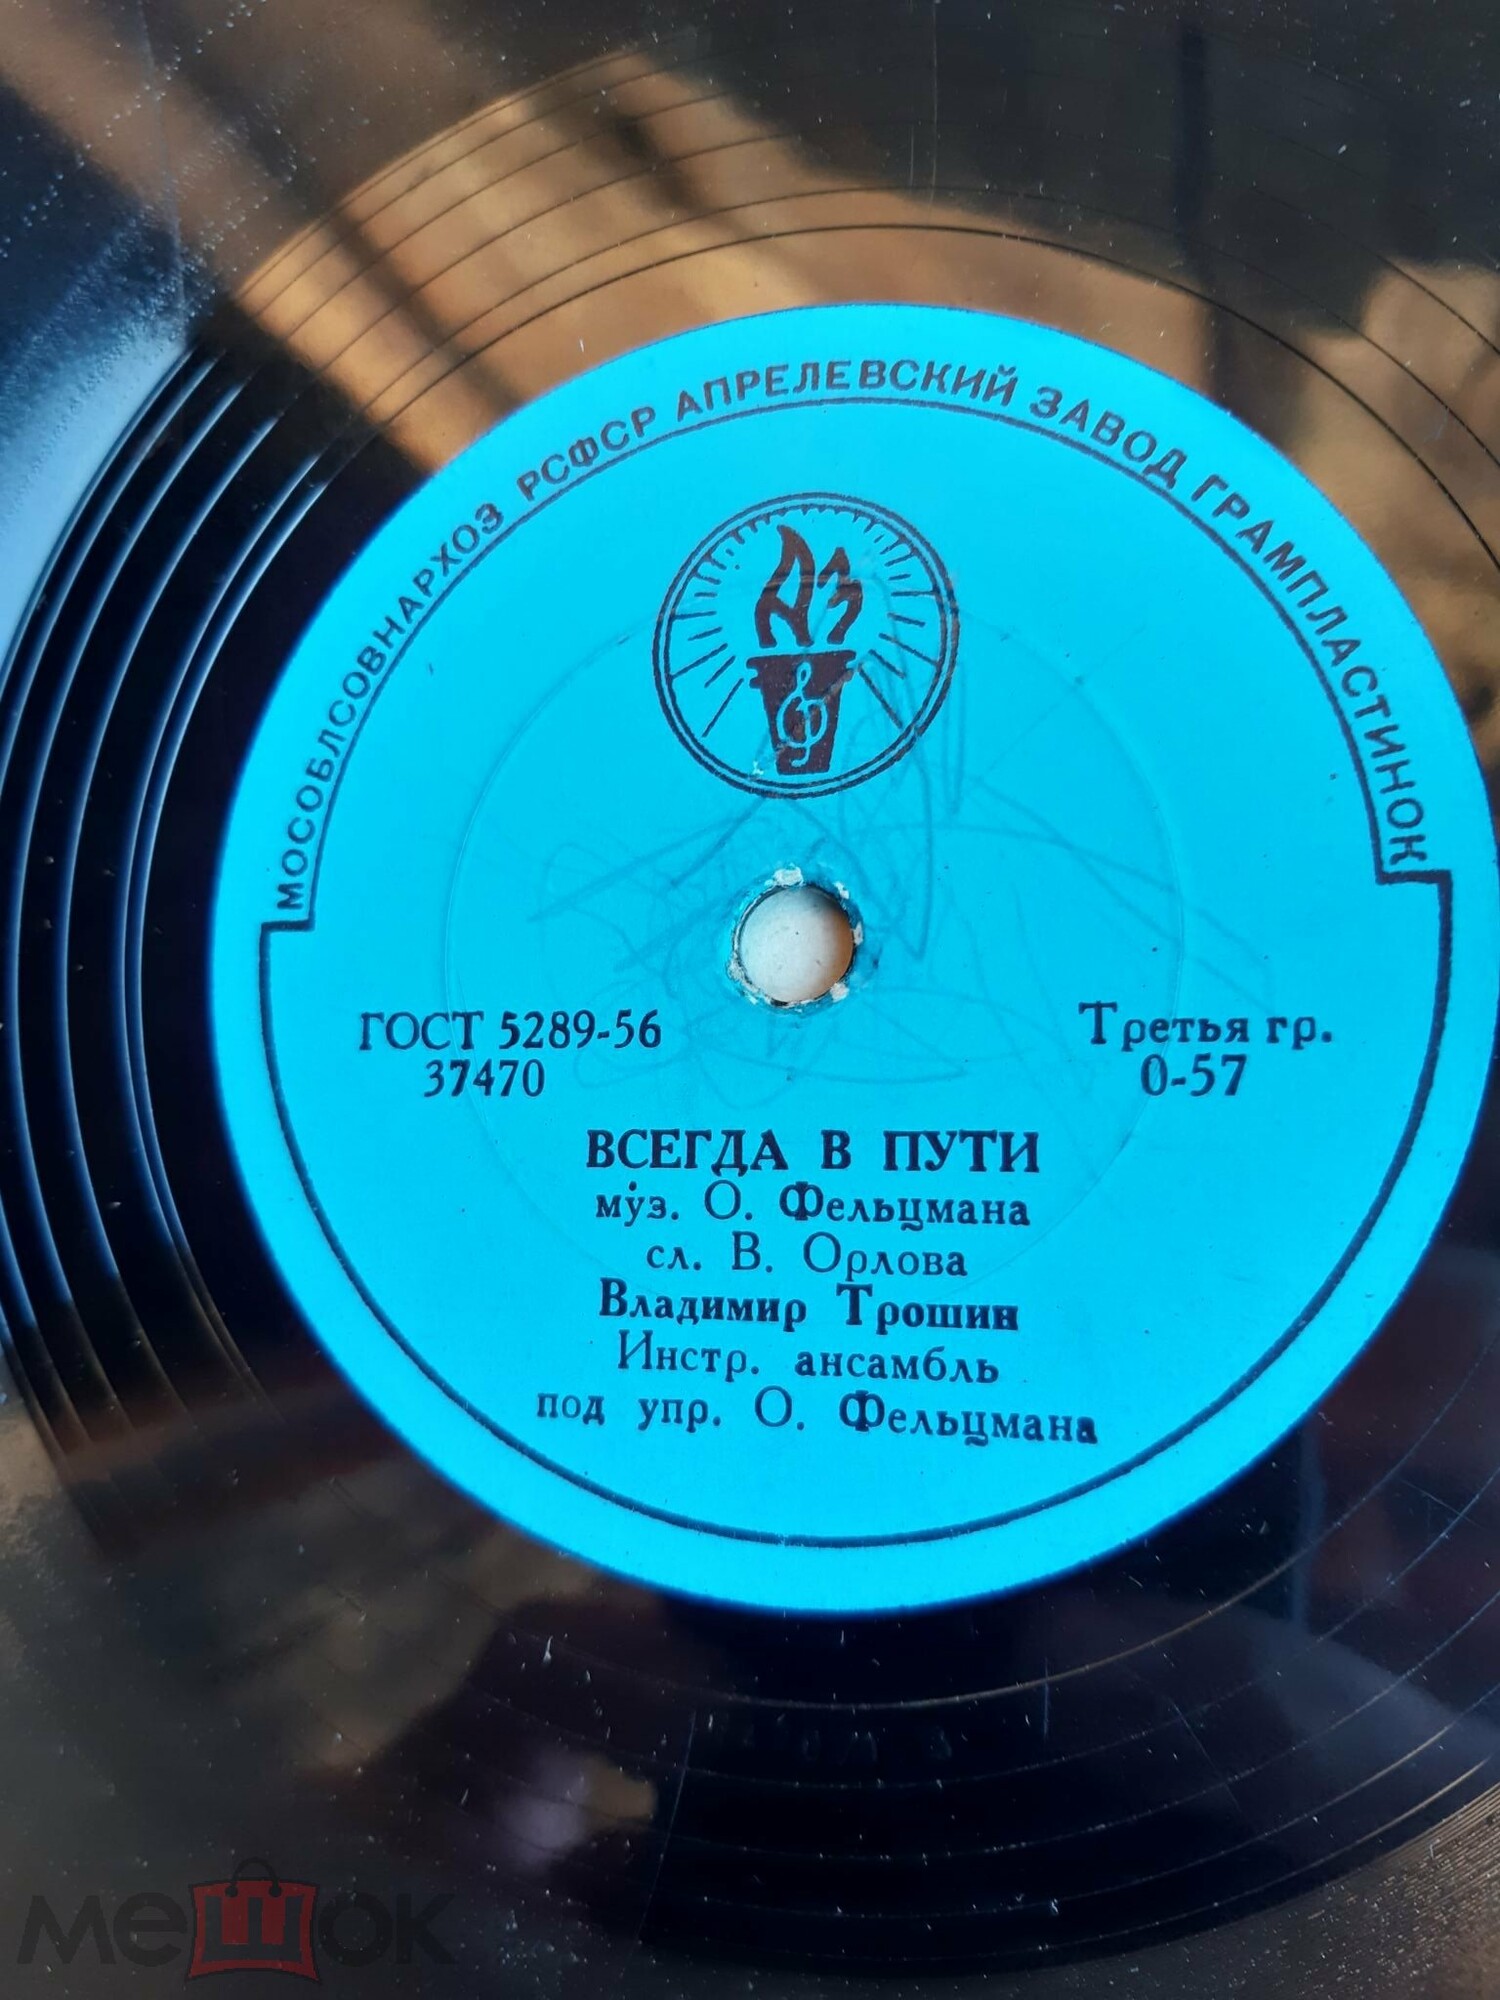 МОСОБЛСОВНАРХОЗ РСФСР АПРЕЛЕВСКИЙ ЗАВОД ГРАМПЛАСТИНОК
АЗ
ГОСТ 5289-56
37470
Третья гр.
0-57
ВСЕГДА В ПУТИ
муз. О. Фельцмана
сл. В. Орлова
Владимир Трошин
Инстр. ансамбль
под упр. О. Фельцмана
мешок